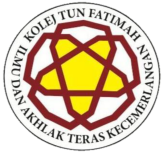 KOLEJ TUN FATIMAH
ILMU DAN AKHLAK TERAS KECEMERLANGAN